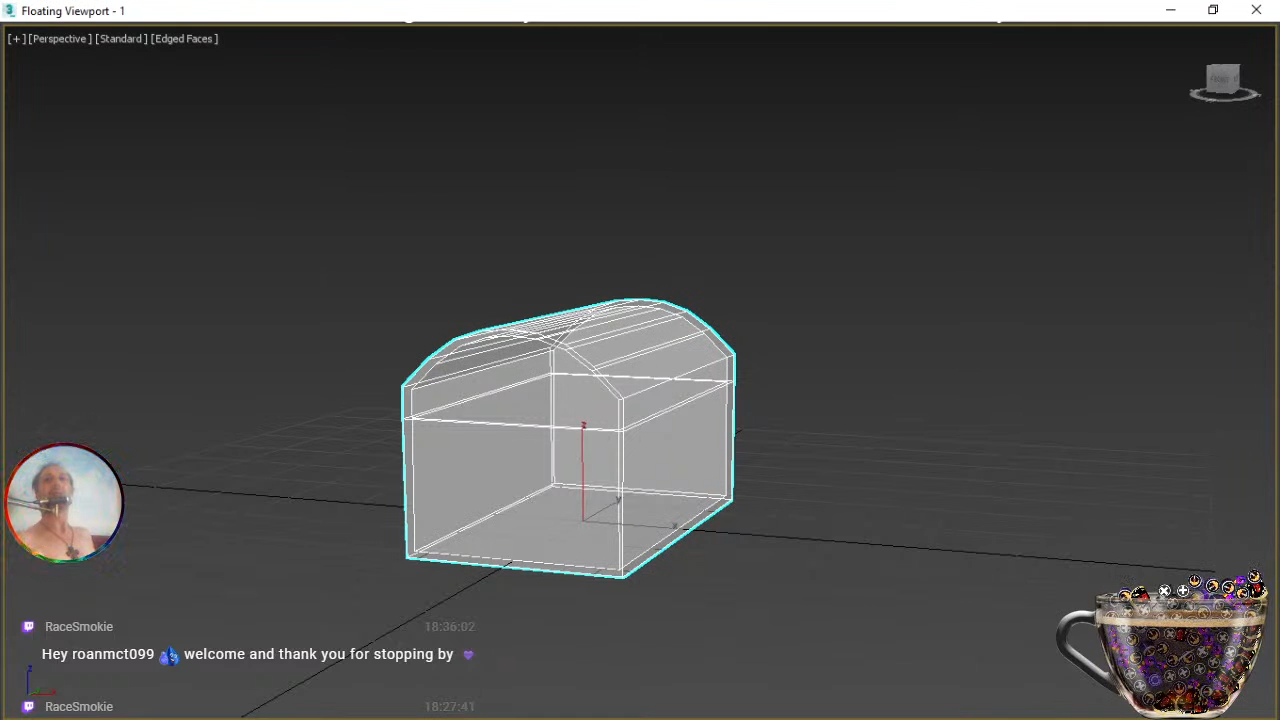 Floating Viewport - 1
[+] [Perspective] [Standard] [Edged Faces]
z
y
x
RaceSmokie 18:36:02
Hey roanmct099 welcome and thank you for stopping by
z
RaceSmokie 18:27:41